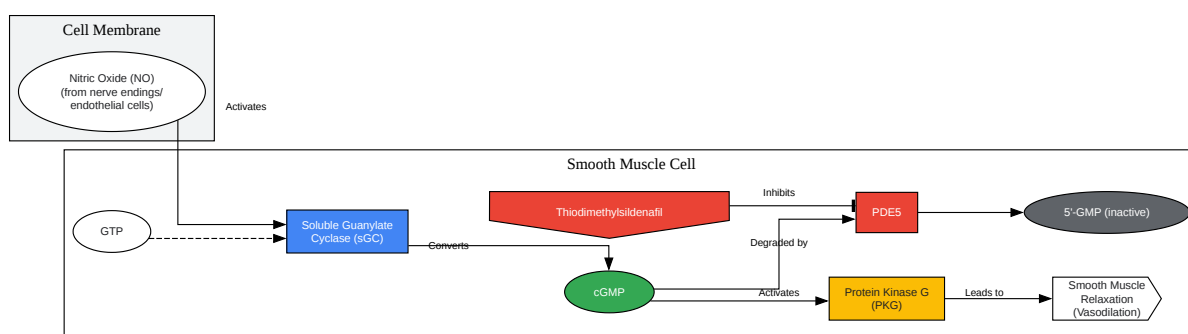 Cell Membrane
Nitric Oxide (NO)
(from nerve endings/
endothelial cells)
Activates
Smooth Muscle Cell
GTP
Soluble Guanylate
Cyclase (sGC)
Converts
Thiodimethylsildenafil
Inhibits
PDE5
5'-GMP (inactive)
Degraded by
cGMP
Activates
Protein Kinase G
(PKG)
Leads to
Smooth Muscle
Relaxation
(Vasodilation)